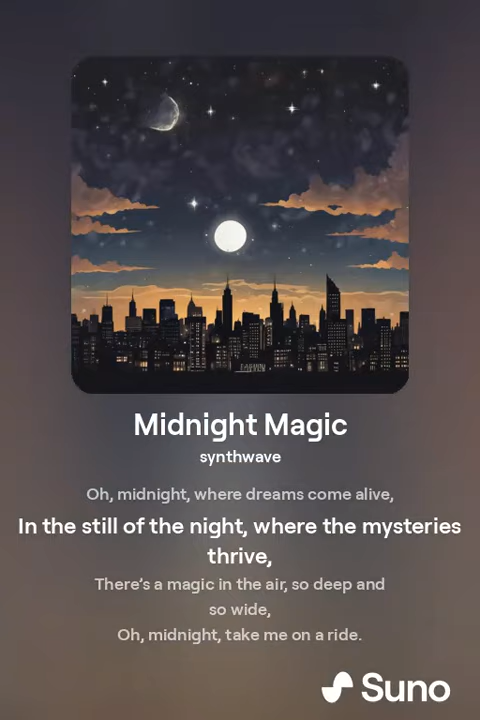 Midnight Magic
synthwave
Oh, midnight, where dreams come alive,
In the still of the night, where the mysteries
thrive,
There's a magic in the air, so deep and
so wide,
Oh, midnight, take me on a ride.
Suno